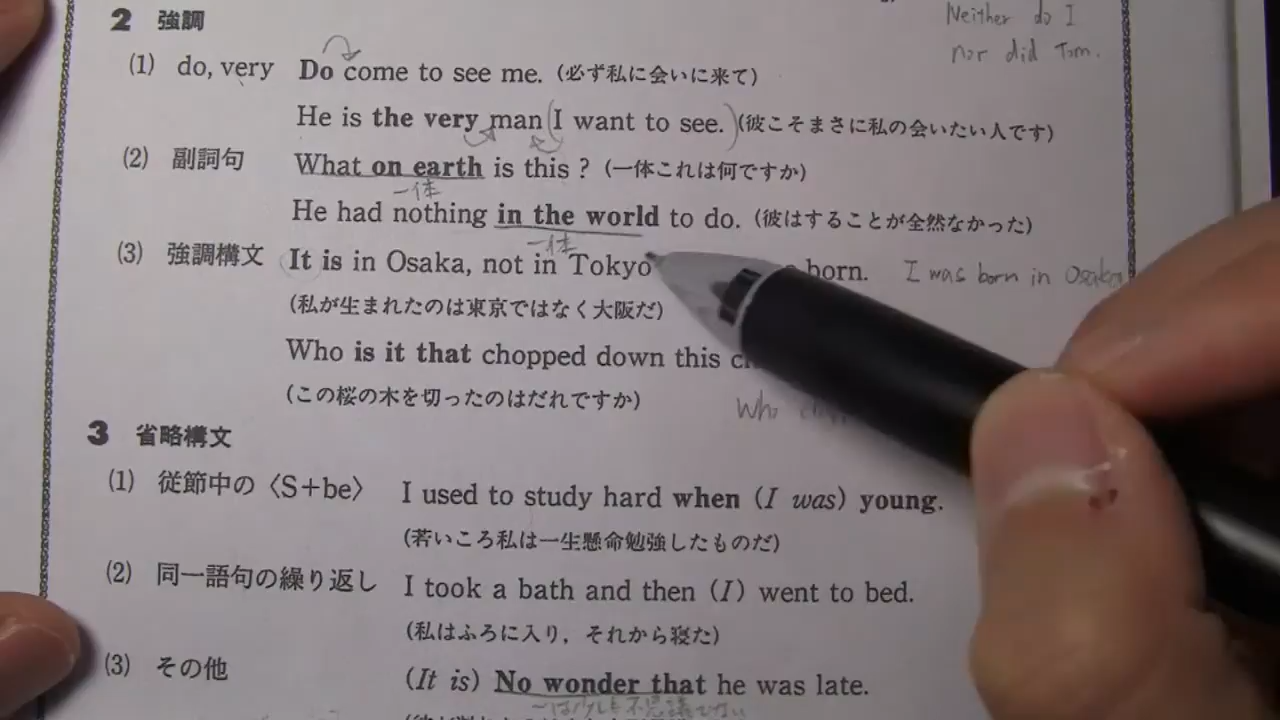 Neither do I
nor did Tom.
2 強調
(1) do, very Do come to see me. (必ず私に会いに来て)
He is the very man (I want to see.) (彼こそまさに私の会いたい人です)
(2) 副詞句 What on earth is this ? (一体これは何ですか)
一体
He had nothing in the world to do. (彼はすることが全然なかった)
一体
(3) 強調構文 It is in Osaka, not in Tokyo born. I was born in Osaka
(私が生まれたのは東京ではなく大阪だ)
Who is it that chopped down this
(この桜の木を切ったのはだれですか)
Who
3 省略構文
(1) 従節中の〈S+be〉 I used to study hard when (I was) young.
(若いころ私は一生懸命勉強したものだ)
(2) 同一語句の繰り返し I took a bath and then (I) went to bed.
(私はふろに入り，それから寝た)
(3) その他 (It is) No wonder that he was late.
〜は少しも不思議でない